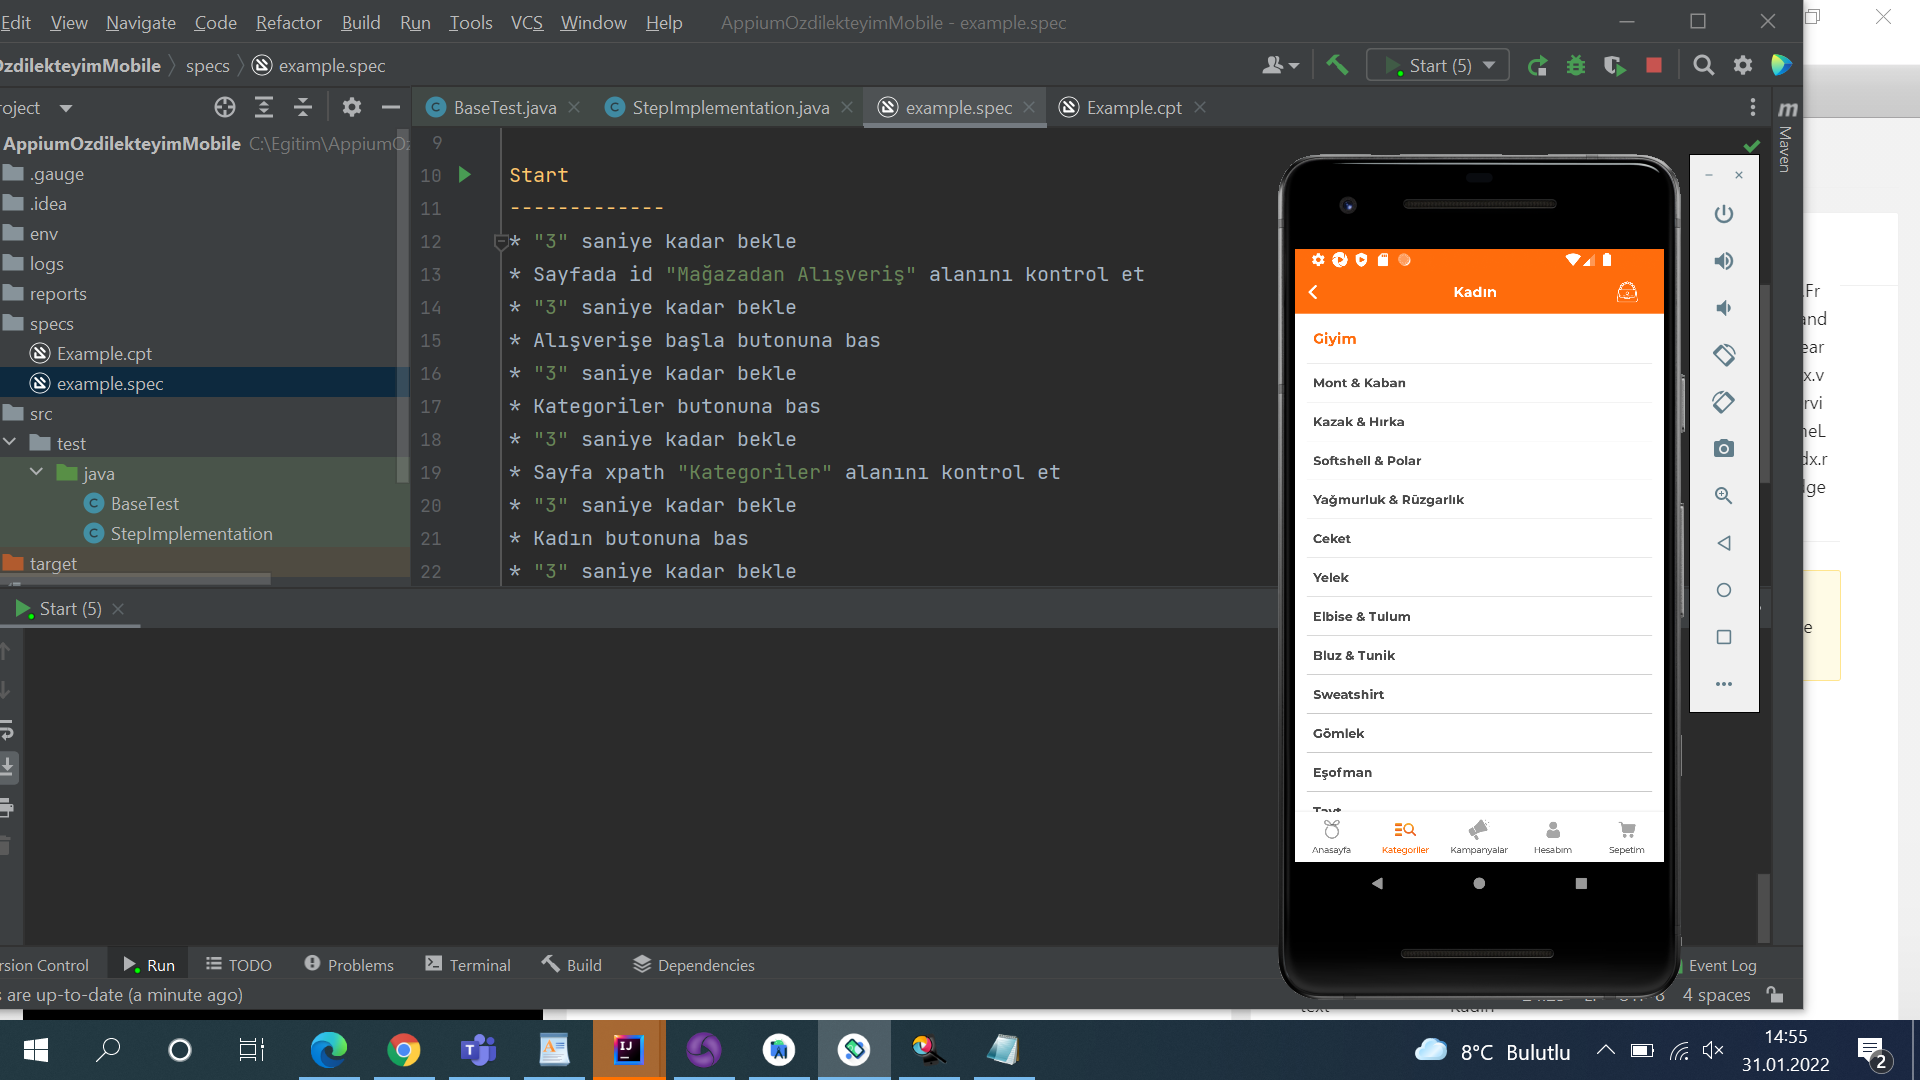 Edit View Navigate Code Refactor Build Run Tools VCS Window Help AppiumOzdilekteyimMobile - example.spec
OzdilekteyimMobile specs example.spec
Start (5)
roject
BaseTest.java StepImplementation.java example.spec Example.cpt
AppiumOzdilekteyimMobile C:\Egitim\AppiumOz
.gauge
.idea
env
logs
reports
specs
Example.cpt
example.spec
src
test
java
BaseTest
StepImplementation
target
9
10 Start
11 -------------
12 * "3" saniye kadar bekle
13 * Sayfada id "Mağazadan Alışveriş" alanını kontrol et
14 * "3" saniye kadar bekle
15 * Alışverişe başla butonuna bas
16 * "3" saniye kadar bekle
17 * Kategoriler butonuna bas
18 * "3" saniye kadar bekle
19 * Sayfa xpath "Kategoriler" alanını kontrol et
20 * "3" saniye kadar bekle
21 * Kadın butonuna bas
22 * "3" saniye kadar bekle
Maven
Kadın
Giyim
Mont & Kaban
Kazak & Hırka
Softshell & Polar
Yağmurluk & Rüzgarlık
Ceket
Yelek
Elbise & Tulum
Bluz & Tunik
Sweatshirt
Gömlek
Eşofman
Tayt
Anasayfa Kategoriler Kampanyalar Hesabım Sepetim
.Fr
and
ear
x.v
rvi
neL
dx.r
dge
e
Start (5)
rsion Control Run TODO Problems Terminal Build Dependencies Event Log
s are up-to-date (a minute ago) 4 spaces
8°C Bulutlu
14:55
31.01.2022
2